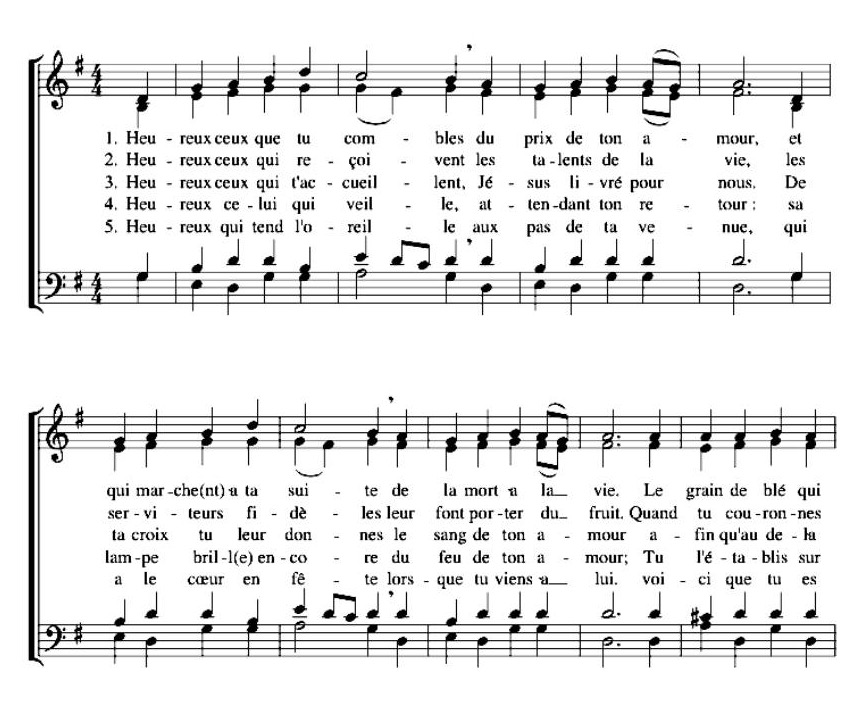 1. Heu - reux ceux que tu com - bles du prix de ton a - mour, et
2. Heu - reux ceux qui re - çoi - vent les ta - lents de la vie, les
3. Heu - reux ceux qui t'ac - cueil - lent, Jé - sus li - vré pour nous. De
4. Heu - reux ce - lui qui veil - le, at - ten - dant ton re - tour : sa
5. Heu - reux qui tend l'o - reil - le aux pas de ta ve - nue, qui
qui mar - che(nt) a ta sui - te de la mort a la_ vie. Le grain de blé qui
ser - vi - teurs fi - dè - les leur font por - ter du_ fruit. Quand tu cou - ron - nes
ta croix tu leur don - nes le sang de ton a - mour a - fin qu'au de - la
lam - pe bril - l(e) en - co - re du feu de ton a - mour; Tu l'é - ta - blis sur
a le cœur en fê - te lors - que tu viens a_ lui. voi - ci que tu es